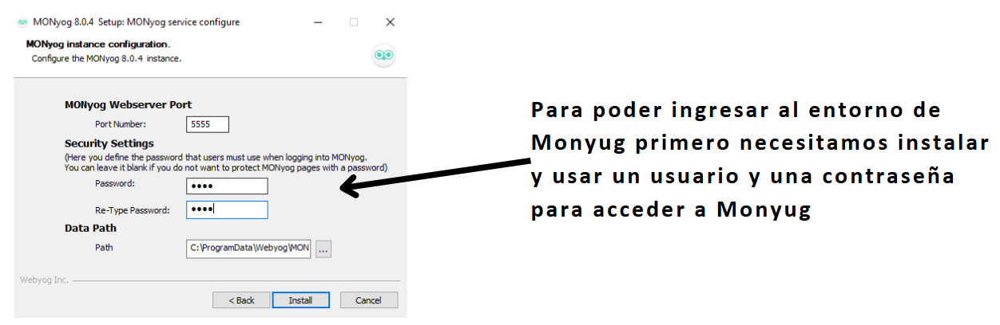 MONyog 8.0.4 Setup: MONyog service configure
MONyog instance configuration.
Configure the MONyog 8.0.4 instance.
MONyog Webserver Port
Port Number: 5555
Security Settings
(Here you define the password that users must use when logging into MONyog.
You can leave it blank if you do not want to protect MONyog pages with a password)
Password: ••••
Re-Type Password: ••••
Data Path
Path C:\ProgramData\Webyog\MON ...
Webyog Inc.
< Back Install Cancel
Para poder ingresar al entorno de
Monyug primero necesitamos instalar
y usar un usuario y una contraseña
para acceder a Monyug